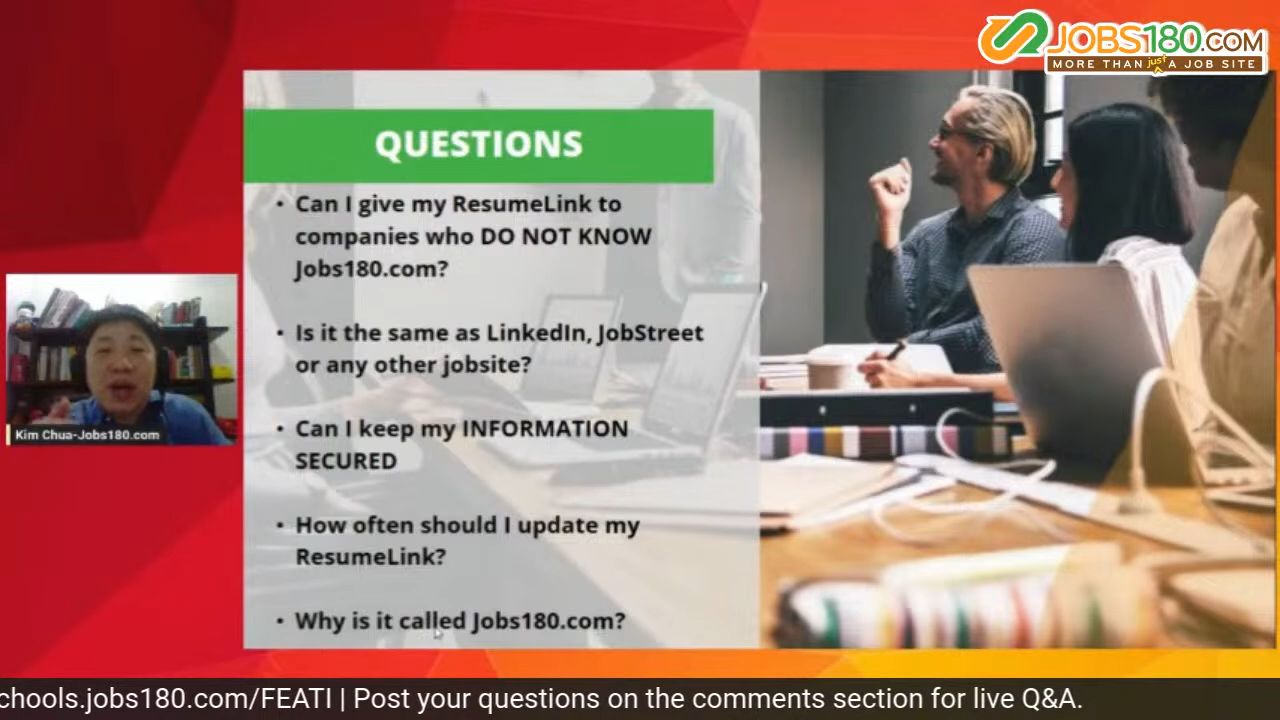 JOBS180.COM
MORE THAN just A JOB SITE
QUESTIONS
• Can I give my ResumeLink to
companies who DO NOT KNOW
Jobs180.com?
• Is it the same as LinkedIn, JobStreet
or any other jobsite?
• Can I keep my INFORMATION
SECURED
• How often should I update my
ResumeLink?
• Why is it called Jobs180.com?
Kim Chua-Jobs180.com
chools.jobs180.com/FEATI | Post your questions on the comments section for live Q&A.